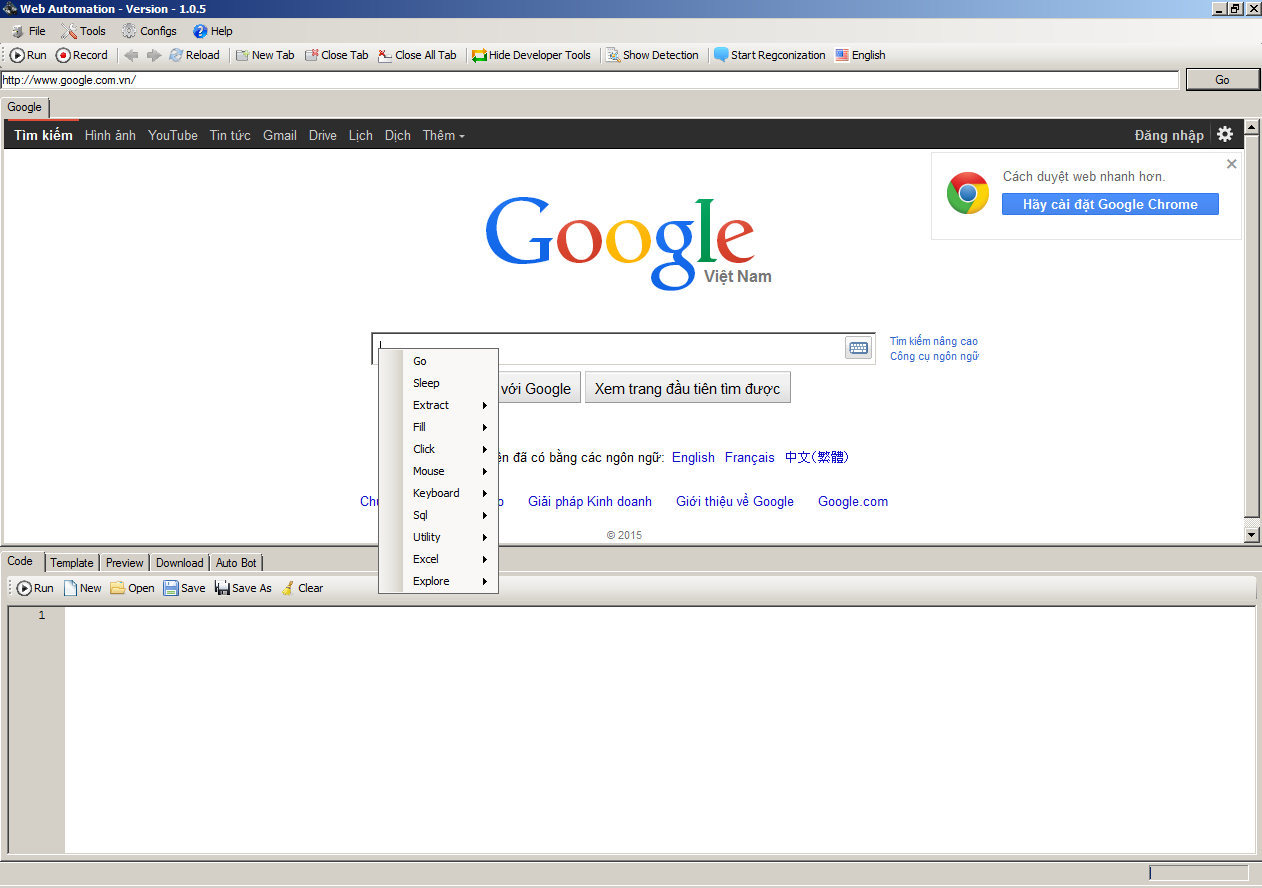 Web Automation - Version - 1.0.5
File Tools Configs Help
Run Record Reload New Tab Close Tab Close All Tab Hide Developer Tools Show Detection Start Regconization English
http://www.google.com.vn/ Go
Google
Tìm kiếm Hình ảnh YouTube Tin tức Gmail Drive Lịch Dịch Thêm Đăng nhập
Cách duyệt web nhanh hơn.
Hãy cài đặt Google Chrome
Google
Việt Nam
Tìm kiếm nâng cao
Công cụ ngôn ngữ
Go
Sleep
Extract
Fill
Click
Mouse
Keyboard
Sql
Utility
Excel
Explore
với Google Xem trang đầu tiên tìm được
đã có bằng các ngôn ngữ: English Français 中文(繁體)
Giải pháp Kinh doanh Giới thiệu về Google Google.com
© 2015
Code Template Preview Download Auto Bot
Run New Open Save Save As Clear
1